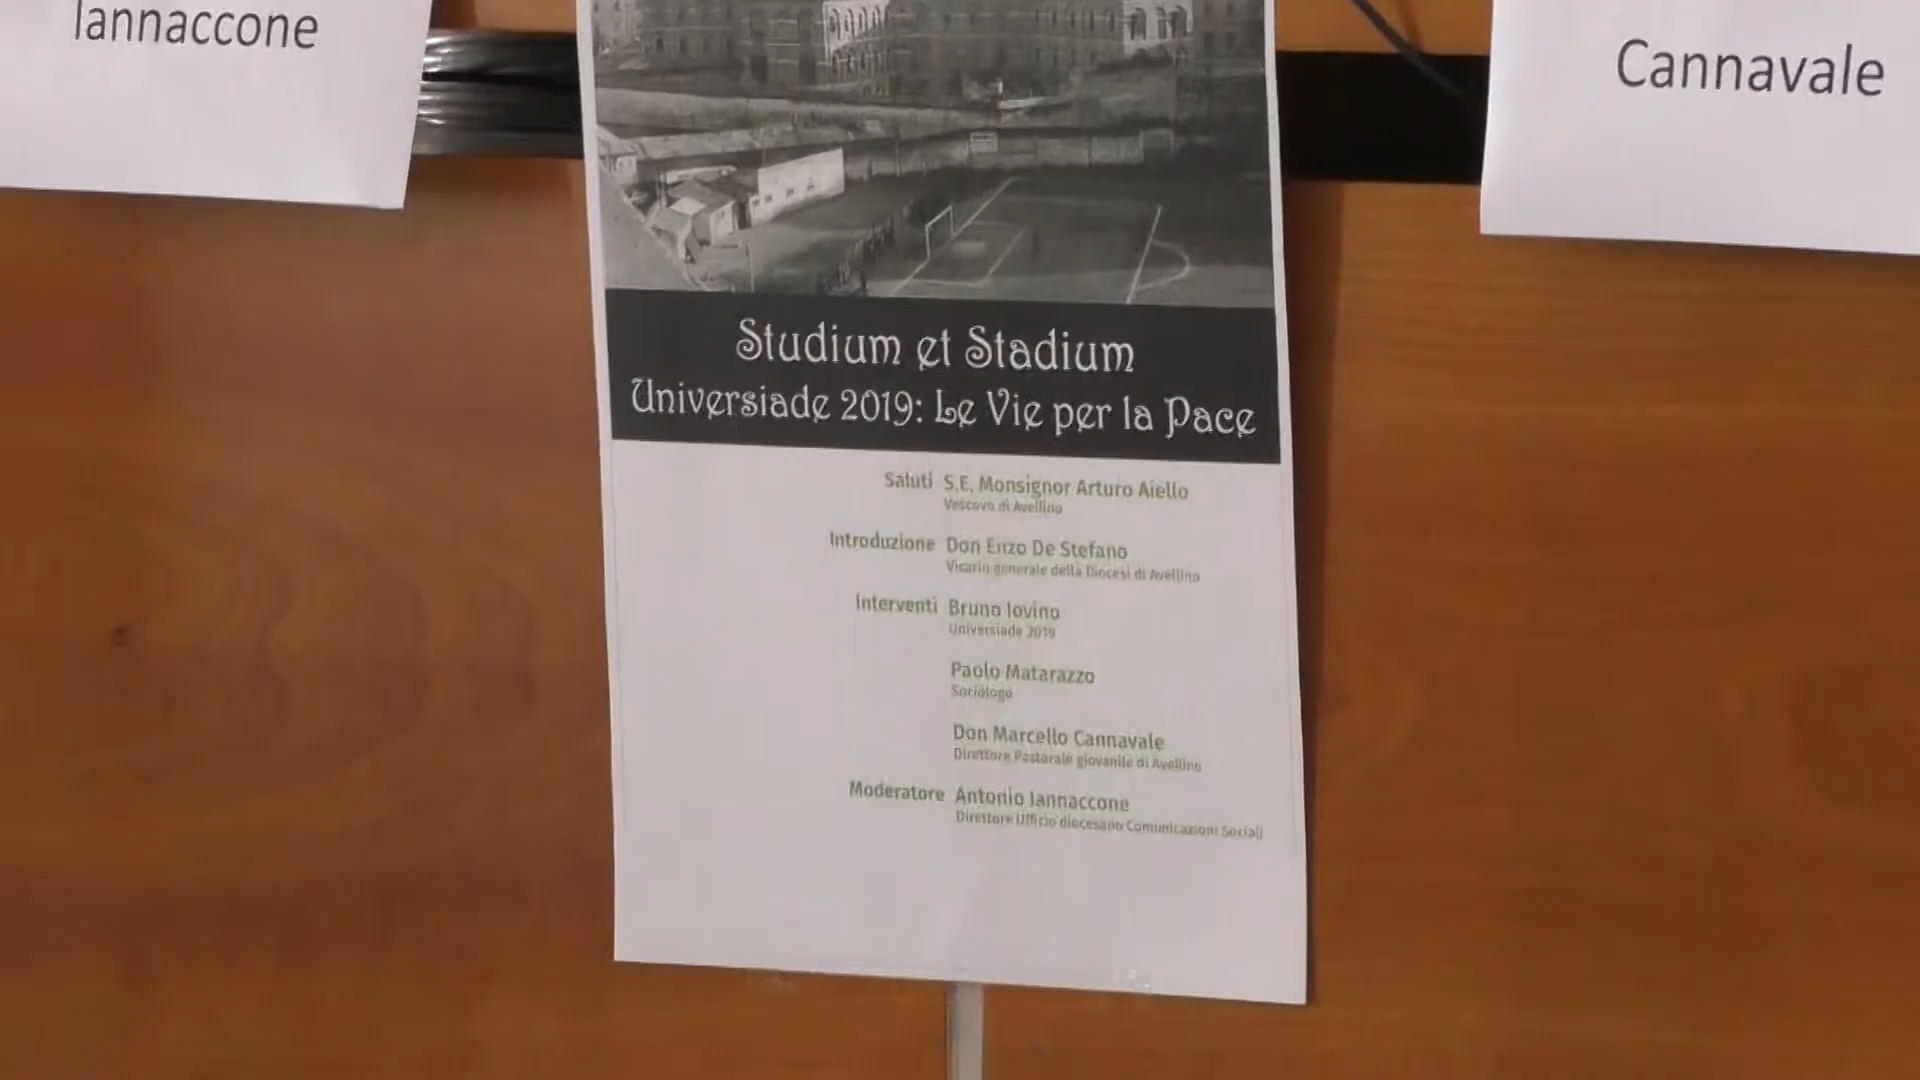 Iannaccone
Cannavale
Studium et Stadium
Universiade 2019: Le Vie per la Pace
Saluti S.E. Monsignor Arturo Aiello
Vescovo di Avellino
Introduzione Don Enzo De Stefano
Vicario generale della Diocesi di Avellino
Interventi Bruno Iovino
Universiade 2019
Paolo Matarazzo
Sociologo
Don Marcello Cannavale
Direttore Pastorale giovanile di Avellino
Moderatore Antonio Iannaccone
Direttore Ufficio diocesano Comunicazioni Sociali